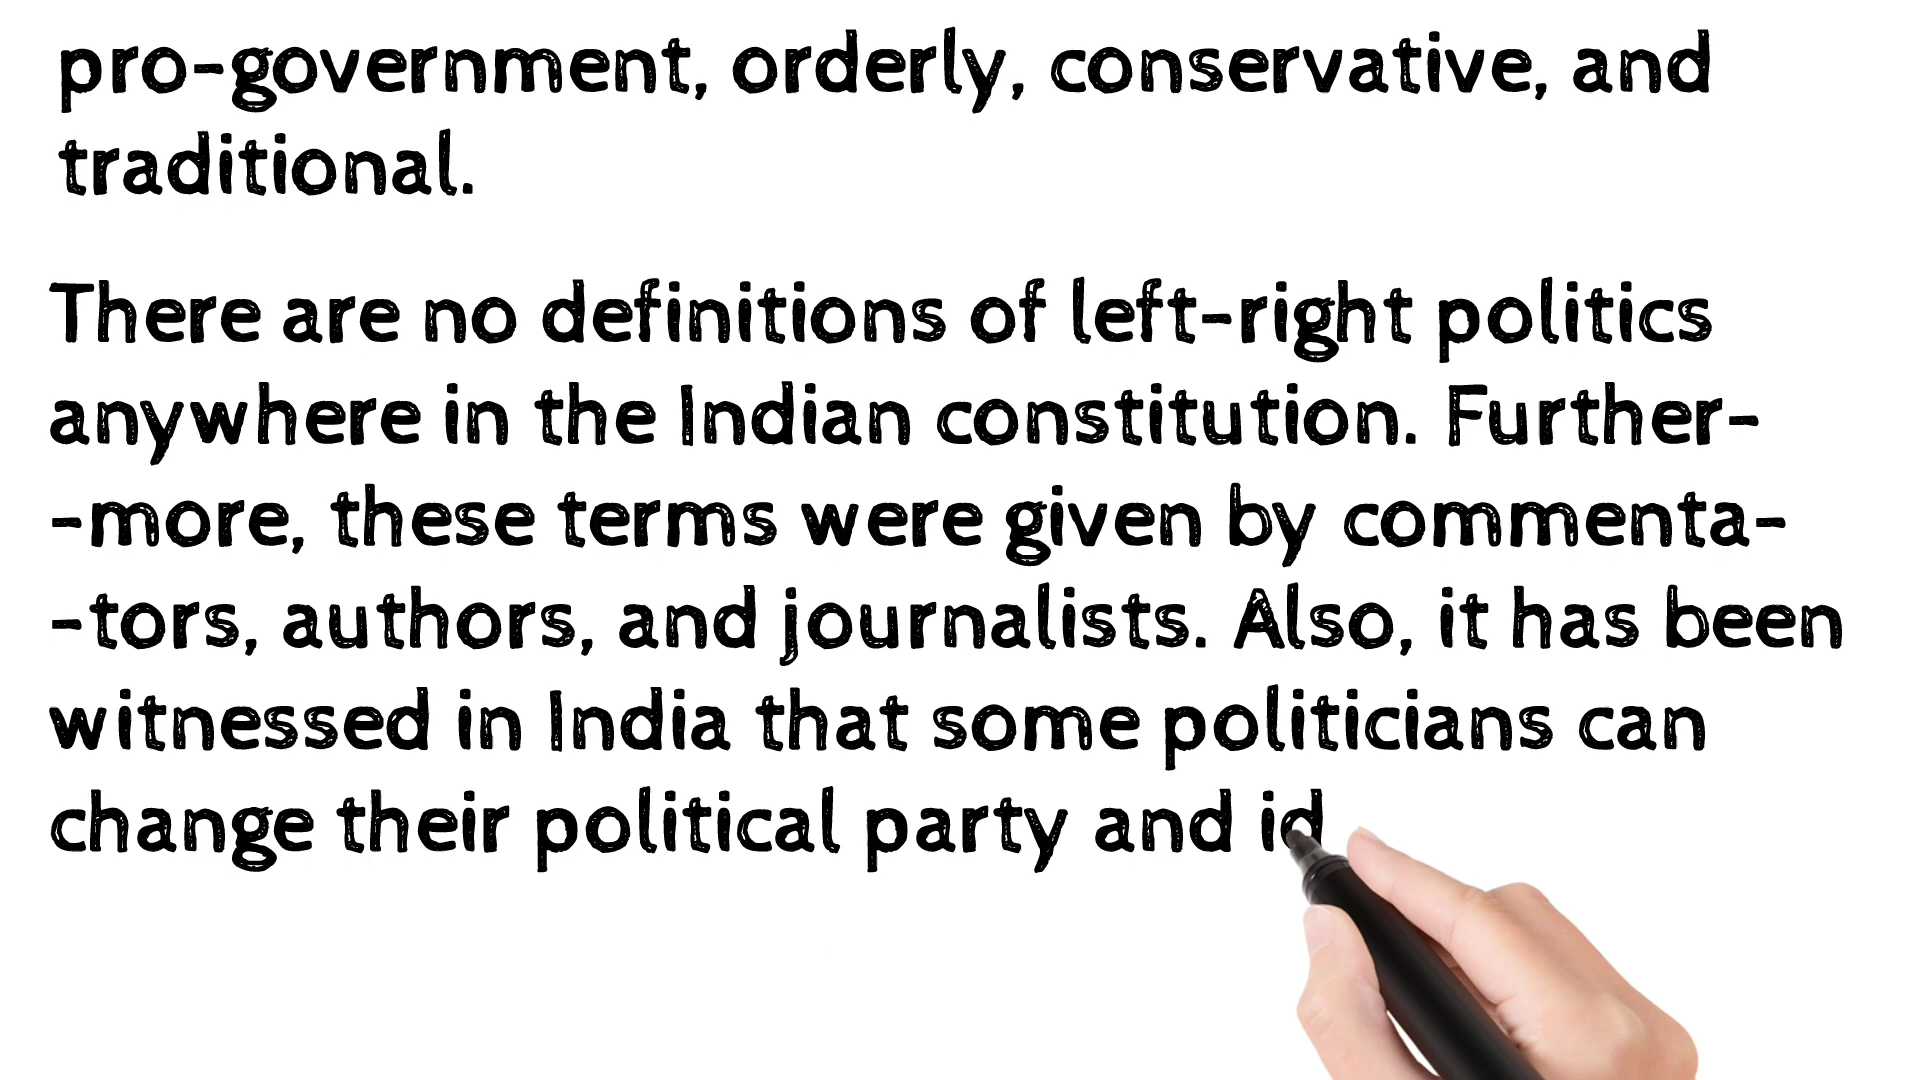 pro-government, orderly, conservative, and
traditional.
There are no definitions of left-right politics
anywhere in the Indian constitution. Further-
-more, these terms were given by commenta-
-tors, authors, and journalists. Also, it has been
witnessed in India that some politicians can
change their political party and id